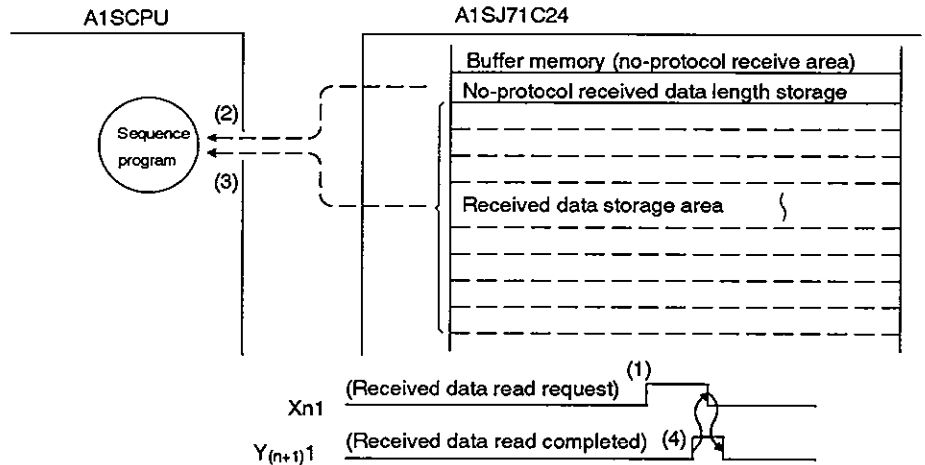 A1SCPU
A1SJ71C24
Buffer memory (no-protocol receive area)
No-protocol received data length storage
(2)
Sequence
program
(3)
Received data storage area
(1)
(Received data read request)
Xn1
(Received data read completed) (4)
Y(n+1)1